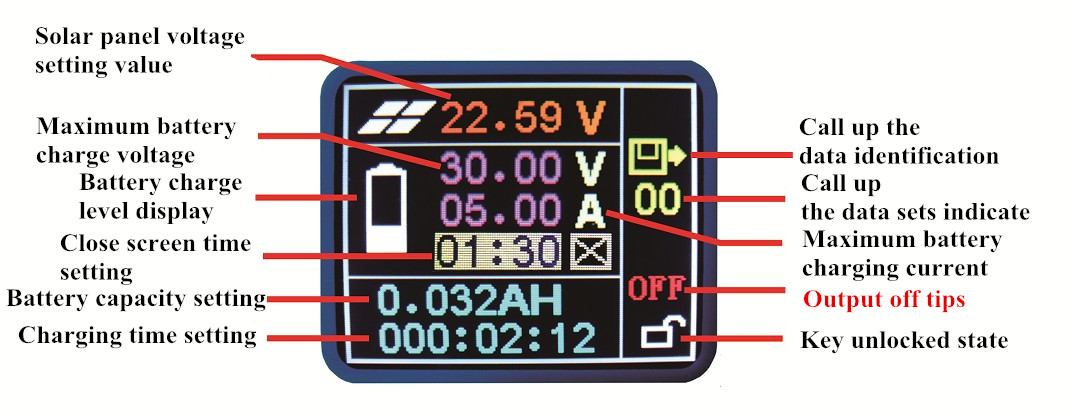 Solar panel voltage
setting value
Maximum battery
charge voltage
Battery charge
level display
Close screen time
setting
Battery capacity setting
Charging time setting
22.59 V
30.00 V
05.00 A
01:30
0.032AH
000:02:12
00
OFF
Call up the
data identification
Call up
the data sets indicate
Maximum battery
charging current
Output off tips
Key unlocked state